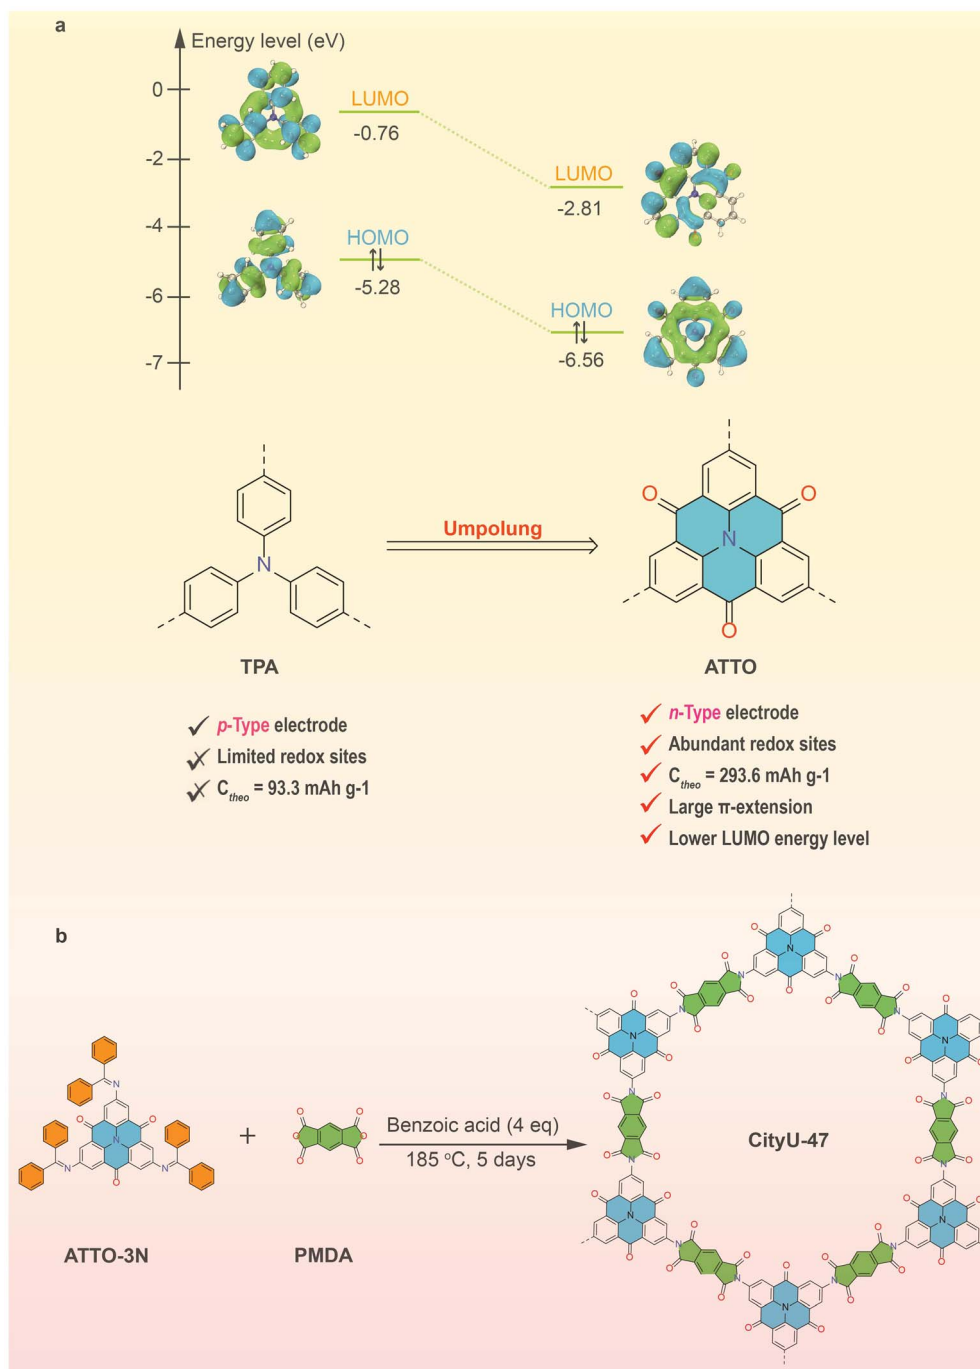 a
Energy level (eV)
0
-2
-4
-6
-7
LUMO
-0.76
LUMO
-2.81
HOMO
-5.28
HOMO
-6.56
N
TPA
Umpolung
O
O
N
O
ATTO
p-Type electrode
Limited redox sites
Ctheo = 93.3 mAh g-1
n-Type electrode
Abundant redox sites
Ctheo = 293.6 mAh g-1
Large π-extension
Lower LUMO energy level
b
N
O
O
N
N
N
O
ATTO-3N
+
O
O
O
O
O
O
PMDA
Benzoic acid (4 eq)
185 °C, 5 days
CityU-47